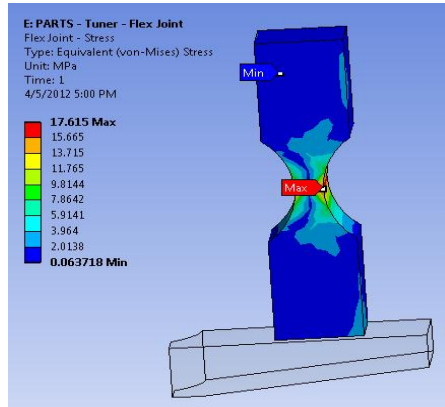 E: PARTS - Tuner - Flex Joint
Flex Joint - Stress
Type: Equivalent (von-Mises) Stress
Unit: MPa
Time: 1
4/5/2012 5:00 PM
17.615 Max
15.665
13.715
11.765
9.8144
7.8642
5.9141
3.964
2.0138
0.063718 Min
Min
Max